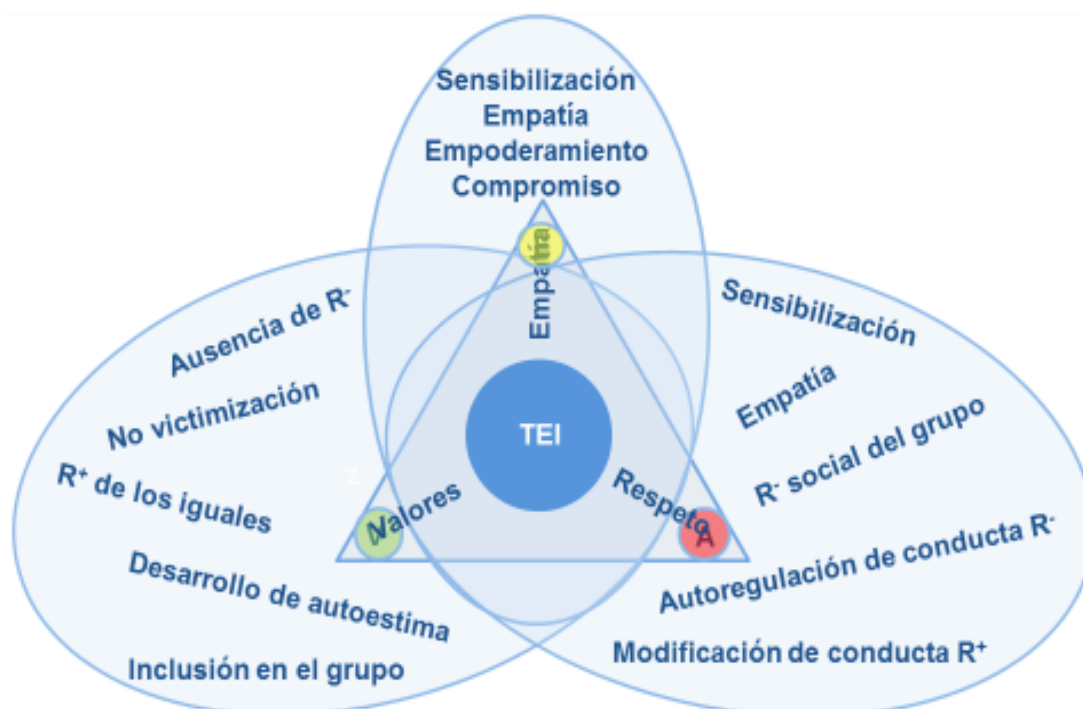 Sensibilización
Empatía
Empoderamiento
Compromiso
Empatía
Ausencia de R-
No victimización
R+ de los iguales
Desarrollo de autoestima
Inclusión en el grupo
TEI
Valores
Respeto
A
Sensibilización
Empatía
R- social del grupo
Autoregulación de conducta R-
Modificación de conducta R+